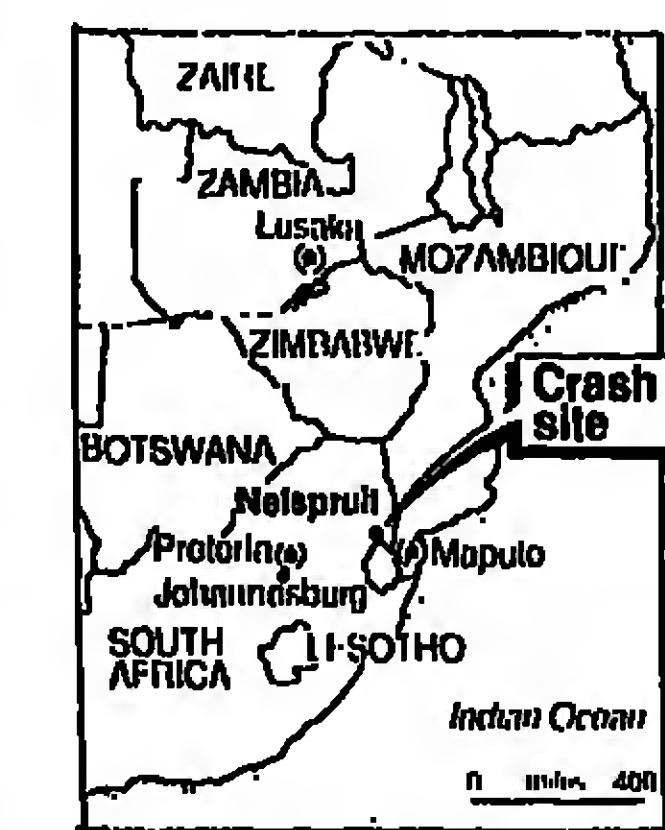 ZAIRE
ZAMBIA
Lusaka
MOZAMBIQUE
ZIMBABWE
Crash
site
BOTSWANA
Nelspruit
Pretoria
Maputo
Johannesburg
SOUTH
AFRICA
LESOTHO
Indian Ocean
0 miles 400